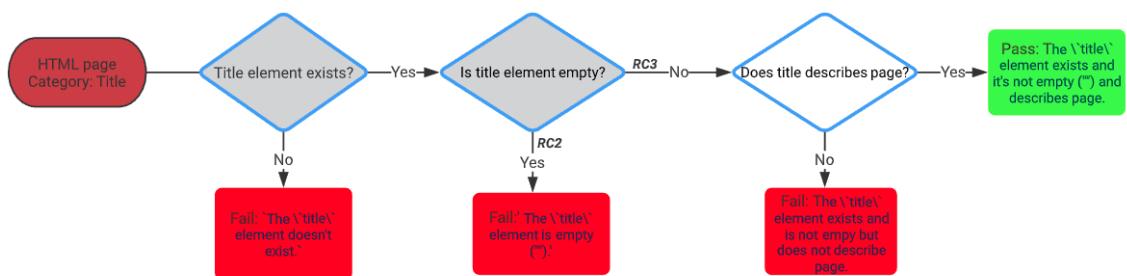 HTML page
Category: Title
Title element exists?
Yes
Is title element empty?
RC3
No
Does title describes page?
Yes
Pass: The \`title\`
element exists and
it's not empty ("") and
describes page.
No
RC2
Yes
No
Fail: `The \`title\`
element doesn't
exist.`
Fail:' The \`title\`
element is empty
("").'
Fail: The \`title\`
element exists and
is not empy but
does not describe
page.